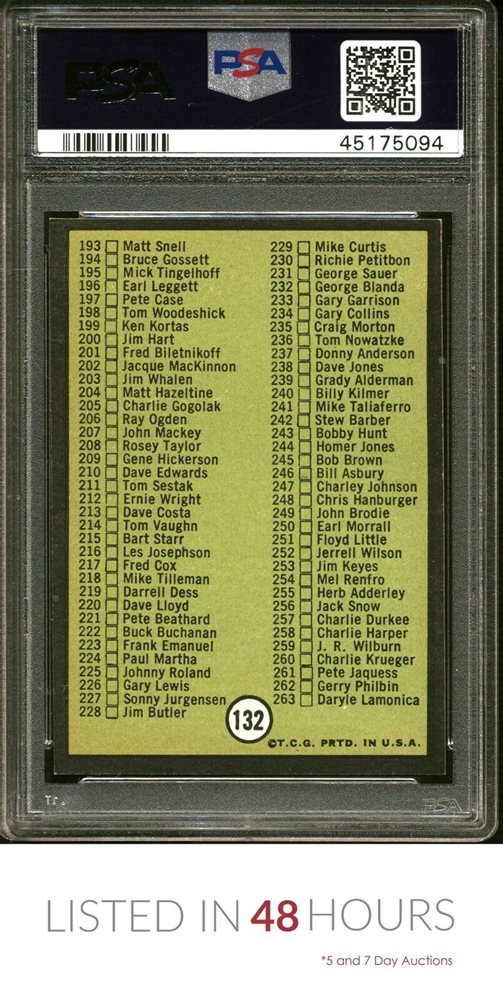 PSA
PSA
45175094
193 Matt Snell
194 Bruce Gossett
195 Mick Tingelhoff
196 Earl Leggett
197 Pete Case
198 Tom Woodeshick
199 Ken Kortas
200 Jim Hart
201 Fred Biletnikoff
202 Jacque MacKinnon
203 Jim Whalen
204 Matt Hazeltine
205 Charlie Gogolak
206 Ray Ogden
207 John Mackey
208 Rosey Taylor
209 Gene Hickerson
210 Dave Edwards
211 Tom Sestak
212 Ernie Wright
213 Dave Costa
214 Tom Vaughn
215 Bart Starr
216 Les Josephson
217 Fred Cox
218 Mike Tilleman
219 Darrell Dess
220 Dave Lloyd
221 Pete Beathard
222 Buck Buchanan
223 Frank Emanuel
224 Paul Martha
225 Johnny Roland
226 Gary Lewis
227 Sonny Jurgensen
228 Jim Butler
229 Mike Curtis
230 Richie Petitbon
231 George Sauer
232 George Blanda
233 Gary Garrison
234 Gary Collins
235 Craig Morton
236 Tom Nowatzke
237 Donny Anderson
238 Dave Jones
239 Grady Alderman
240 Billy Kilmer
241 Mike Taliaferro
242 Stew Barber
243 Bobby Hunt
244 Homer Jones
245 Bob Brown
246 Bill Asbury
247 Charley Johnson
248 Chris Hanburger
249 John Brodie
250 Earl Morrall
251 Floyd Little
252 Jerrell Wilson
253 Jim Keyes
254 Mel Renfro
255 Herb Adderley
256 Jack Snow
257 Charlie Durkee
258 Charlie Harper
259 J. R. Wilburn
260 Charlie Krueger
261 Pete Jaquess
262 Gerry Philbin
263 Daryle Lamonica
132
©T.C.G. PRTD. IN U.S.A.
PSA
LISTED IN 48 HOURS
*5 and 7 Day Auctions